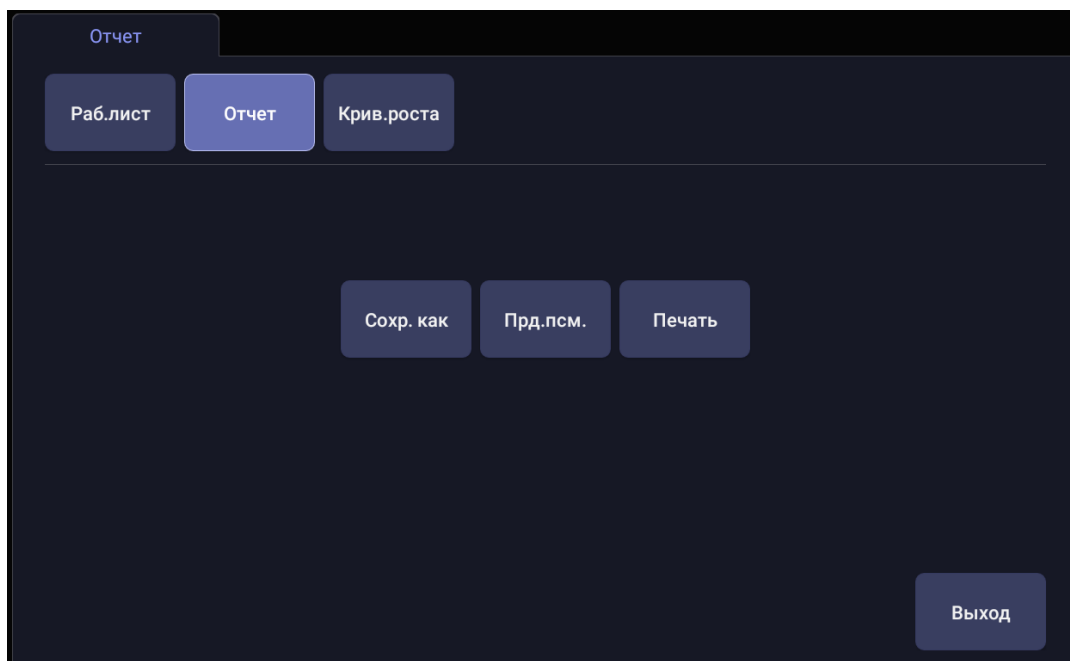 Отчет
Раб.лист Отчет Крив.роста
Сохр. как Прд.псм. Печать
Выход